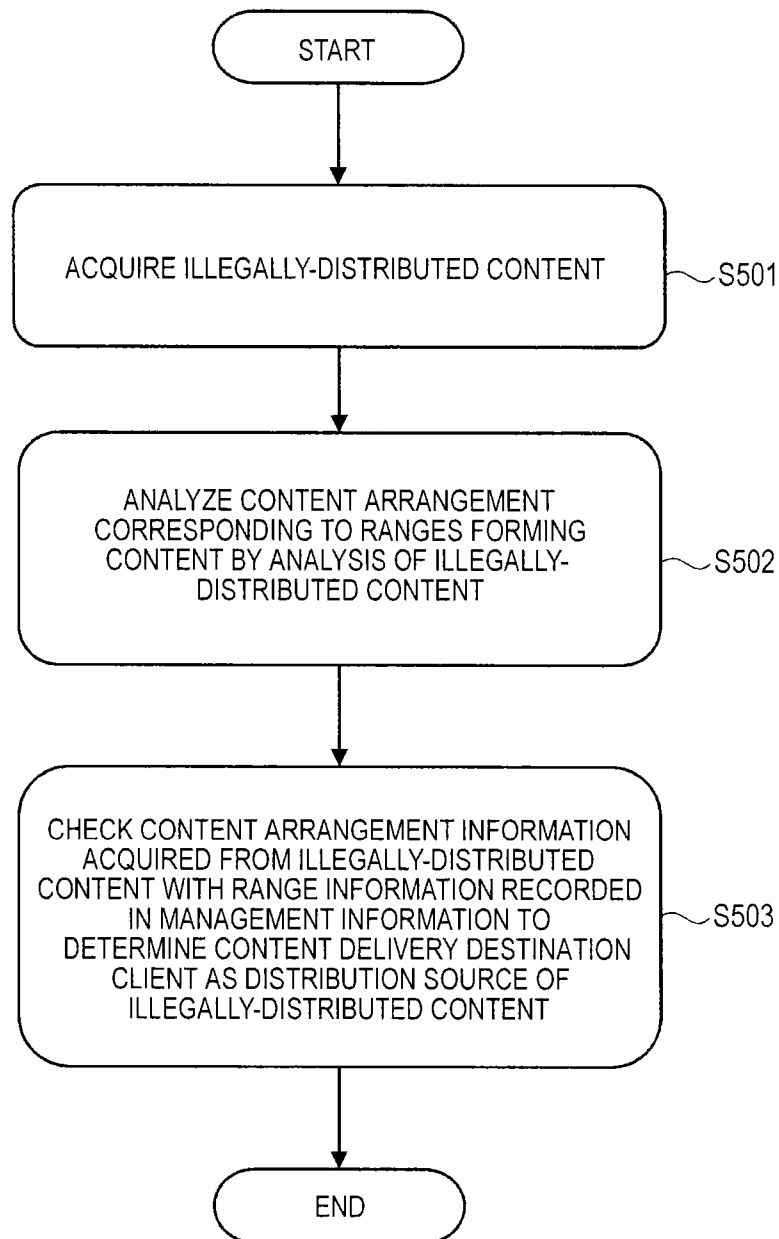 START
ACQUIRE ILLEGALLY-DISTRIBUTED CONTENT
S501
ANALYZE CONTENT ARRANGEMENT
CORRESPONDING TO RANGES FORMING
CONTENT BY ANALYSIS OF ILLEGALLY-
DISTRIBUTED CONTENT
S502
CHECK CONTENT ARRANGEMENT INFORMATION
ACQUIRED FROM ILLEGALLY-DISTRIBUTED
CONTENT WITH RANGE INFORMATION RECORDED
IN MANAGEMENT INFORMATION TO
DETERMINE CONTENT DELIVERY DESTINATION
CLIENT AS DISTRIBUTION SOURCE OF
ILLEGALLY-DISTRIBUTED CONTENT
S503
END